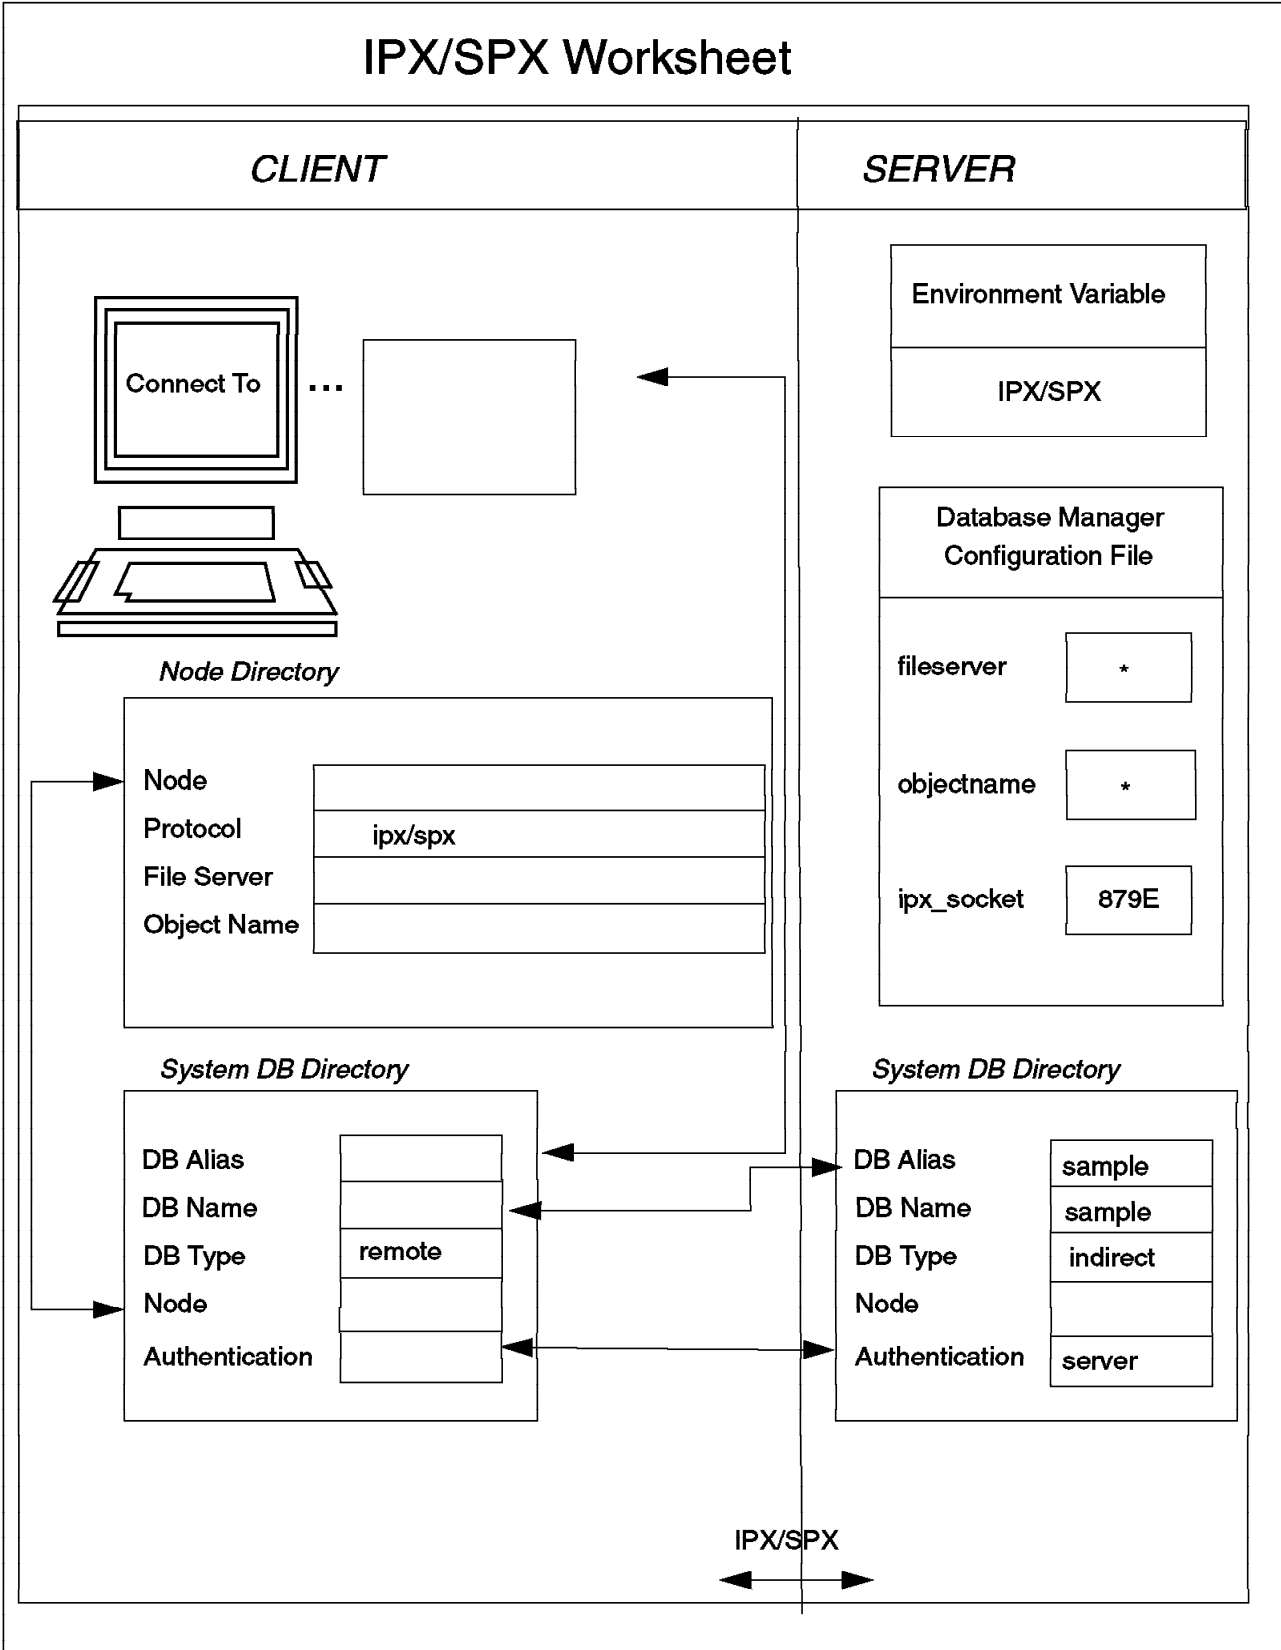 IPX/SPX Worksheet
CLIENT
SERVER
Environment Variable
IPX/SPX
Connect To ...
Database Manager
Configuration File
fileserver *
objectname *
ipx_socket 879E
Node Directory
Node
Protocol ipx/spx
File Server
Object Name
System DB Directory
DB Alias
DB Name
DB Type remote
Node
Authentication
System DB Directory
DB Alias sample
DB Name sample
DB Type indirect
Node
Authentication server
IPX/SPX